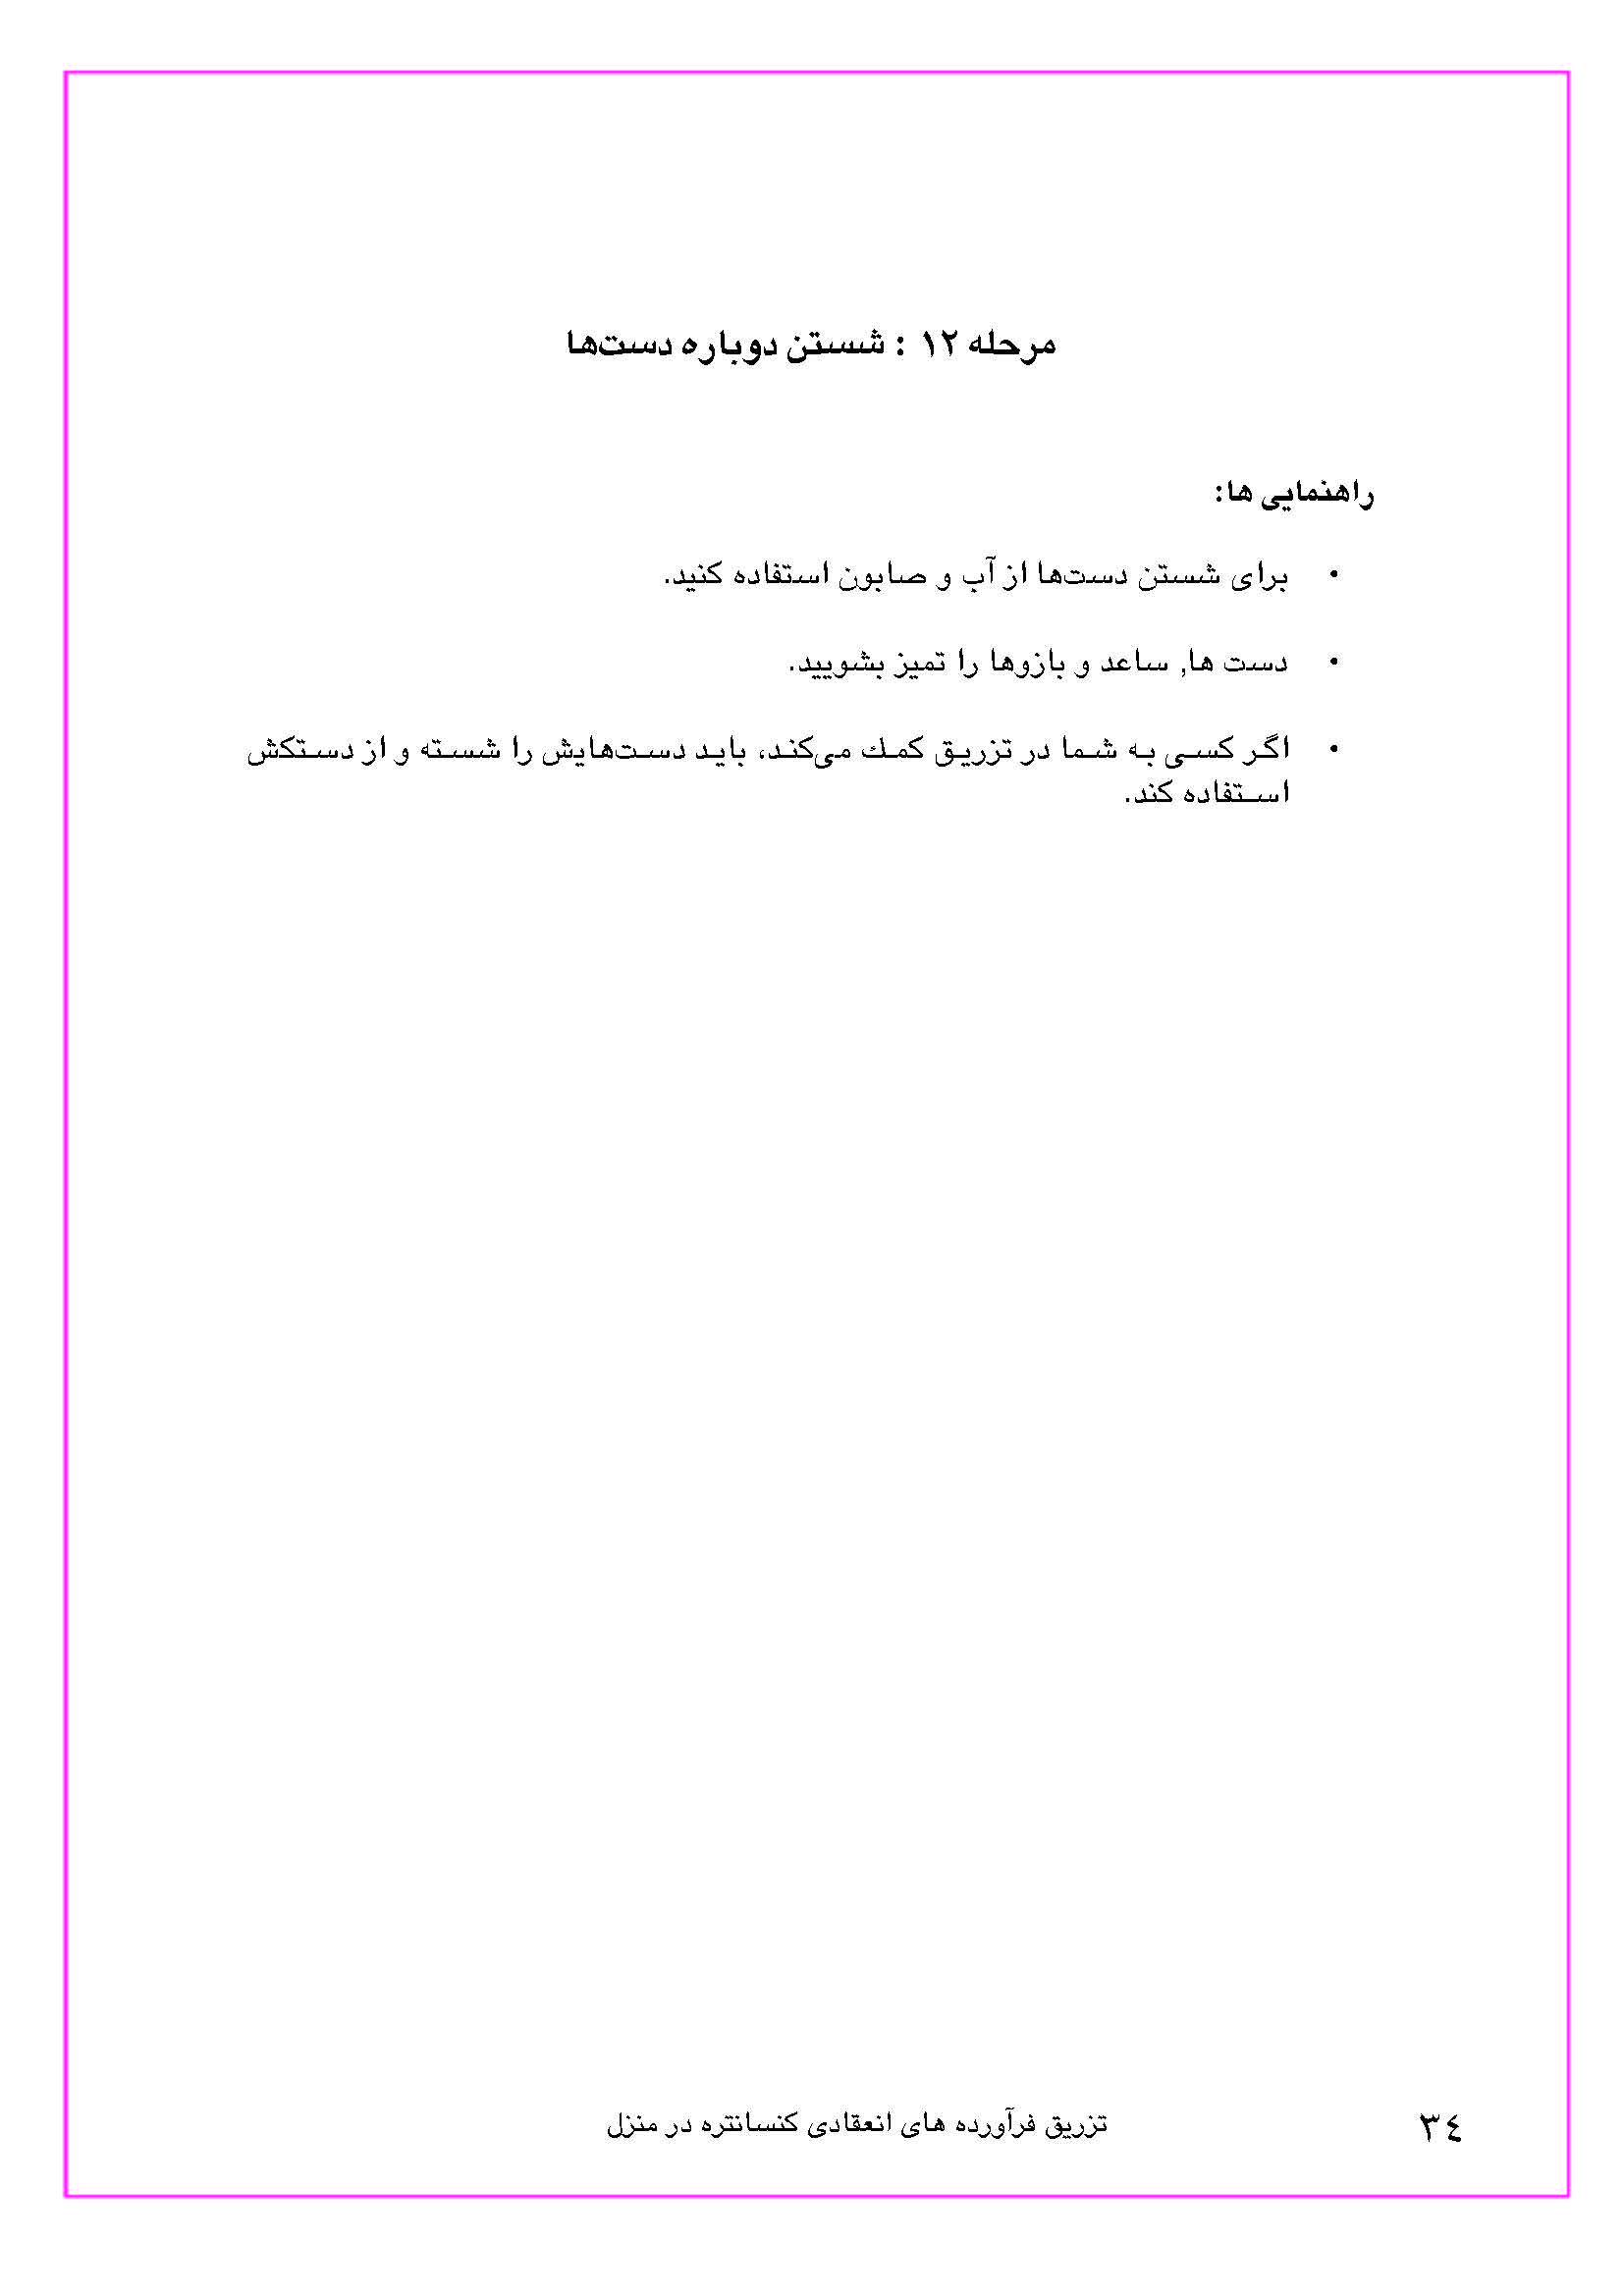 مرحله ۱۲ : شستن دوباره دست‌ها
راهنمایی ها:
• برای شستن دست‌ها از آب و صابون استفاده کنید.
• دست ها, ساعد و بازوها را تمیز بشویید.
• اگر کسی به شما در تزریق کمك می‌کند، باید دست‌هایش را شسته و از دستکش
استفاده کند.
تزریق فرآورده های انعقادی کنسانتره در منزل
٣٤